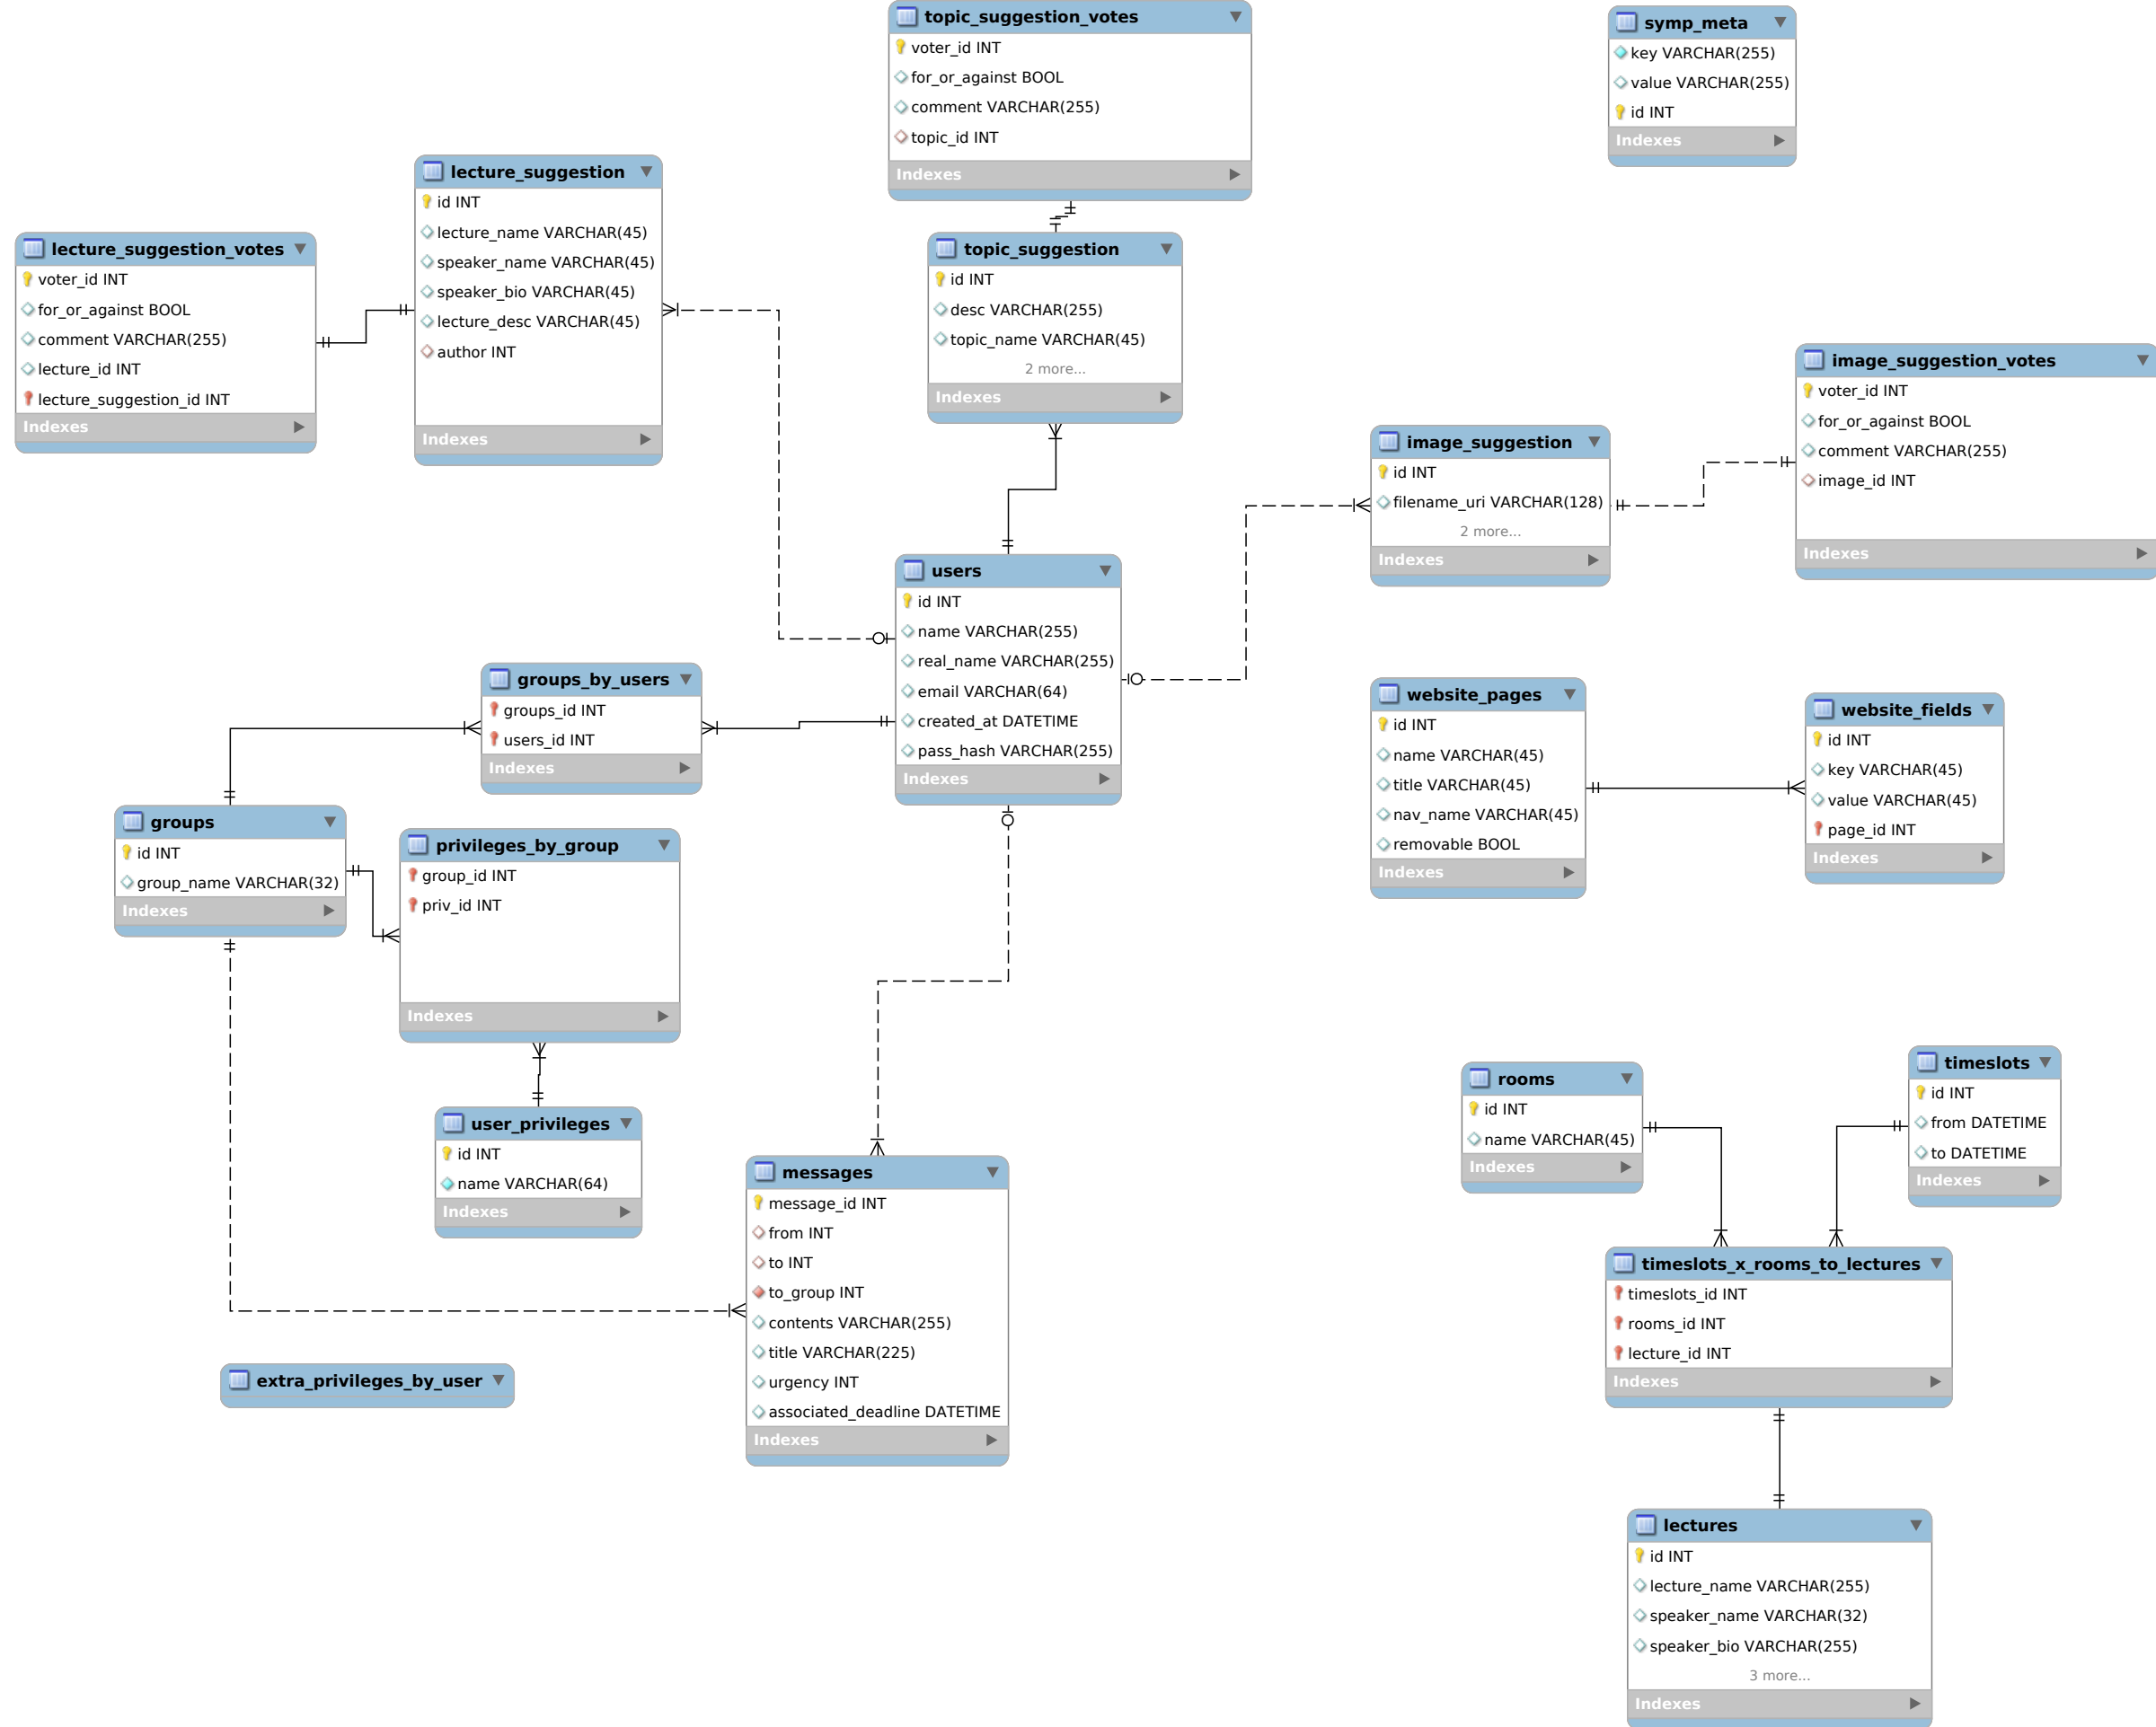 topic_suggestion_votes
voter_id INT
for_or_against BOOL
comment VARCHAR(255)
topic_id INT
Indexes
symp_meta
key VARCHAR(255)
value VARCHAR(255)
id INT
Indexes
lecture_suggestion
id INT
lecture_name VARCHAR(45)
speaker_name VARCHAR(45)
speaker_bio VARCHAR(45)
lecture_desc VARCHAR(45)
author INT
Indexes
lecture_suggestion_votes
voter_id INT
for_or_against BOOL
comment VARCHAR(255)
lecture_id INT
lecture_suggestion_id INT
Indexes
topic_suggestion
id INT
desc VARCHAR(255)
topic_name VARCHAR(45)
2 more...
Indexes
image_suggestion_votes
voter_id INT
for_or_against BOOL
comment VARCHAR(255)
image_id INT
Indexes
image_suggestion
id INT
filename_uri VARCHAR(128)
2 more...
Indexes
users
id INT
name VARCHAR(255)
real_name VARCHAR(255)
email VARCHAR(64)
created_at DATETIME
pass_hash VARCHAR(255)
Indexes
groups_by_users
groups_id INT
users_id INT
Indexes
website_pages
id INT
name VARCHAR(45)
title VARCHAR(45)
nav_name VARCHAR(45)
removable BOOL
Indexes
website_fields
id INT
key VARCHAR(45)
value VARCHAR(45)
page_id INT
Indexes
groups
id INT
group_name VARCHAR(32)
Indexes
privileges_by_group
group_id INT
priv_id INT
Indexes
user_privileges
id INT
name VARCHAR(64)
Indexes
messages
message_id INT
from INT
to INT
to_group INT
contents VARCHAR(255)
title VARCHAR(225)
urgency INT
associated_deadline DATETIME
Indexes
extra_privileges_by_user
rooms
id INT
name VARCHAR(45)
Indexes
timeslots
id INT
from DATETIME
to DATETIME
Indexes
timeslots_x_rooms_to_lectures
timeslots_id INT
rooms_id INT
lecture_id INT
Indexes
lectures
id INT
lecture_name VARCHAR(255)
speaker_name VARCHAR(32)
speaker_bio VARCHAR(255)
3 more...
Indexes